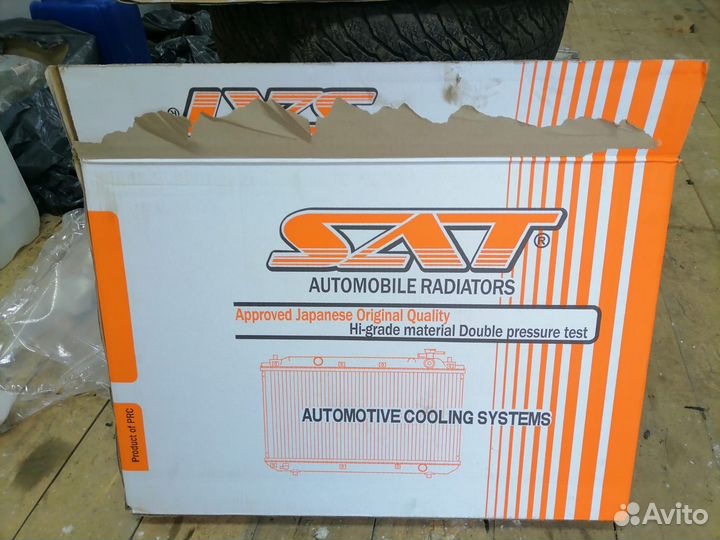 SAT®
AUTOMOBILE RADIATORS
Approved Japanese Original Quality
Hi-grade material Double pressure test
AUTOMOTIVE COOLING SYSTEMS
Product of PRC
Avito